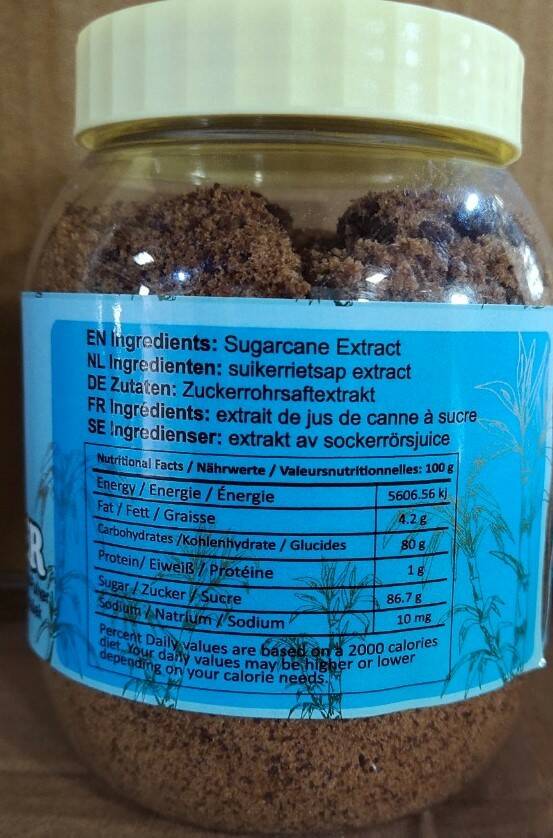 EN Ingredients: Sugarcane Extract
NL Ingredienten: suikerrietsap extract
DE Zutaten: Zuckerrohrsaftextrakt
FR Ingrédients: extrait de jus de canne à sucre
SE Ingredienser: extrakt av sockerrörsjuice
Nutritional Facts / Nährwerte / Valeursnutritionnelles: 100 g
Energy / Energie / Énergie 5606.56 kj
Fat / Fett / Graisse 4.2 g
Carbohydrates /Kohlenhydrate / Glucides 80 g
Protein/ Eiweiß / Protéine 1 g
Sugar / Zucker / Sucre 86.7 g
Sodium / Natrium / Sodium 10 mg
Percent Daily values are based on a 2000 calories
diet. Your daily values may be higher or lower
depending on your calorie needs.